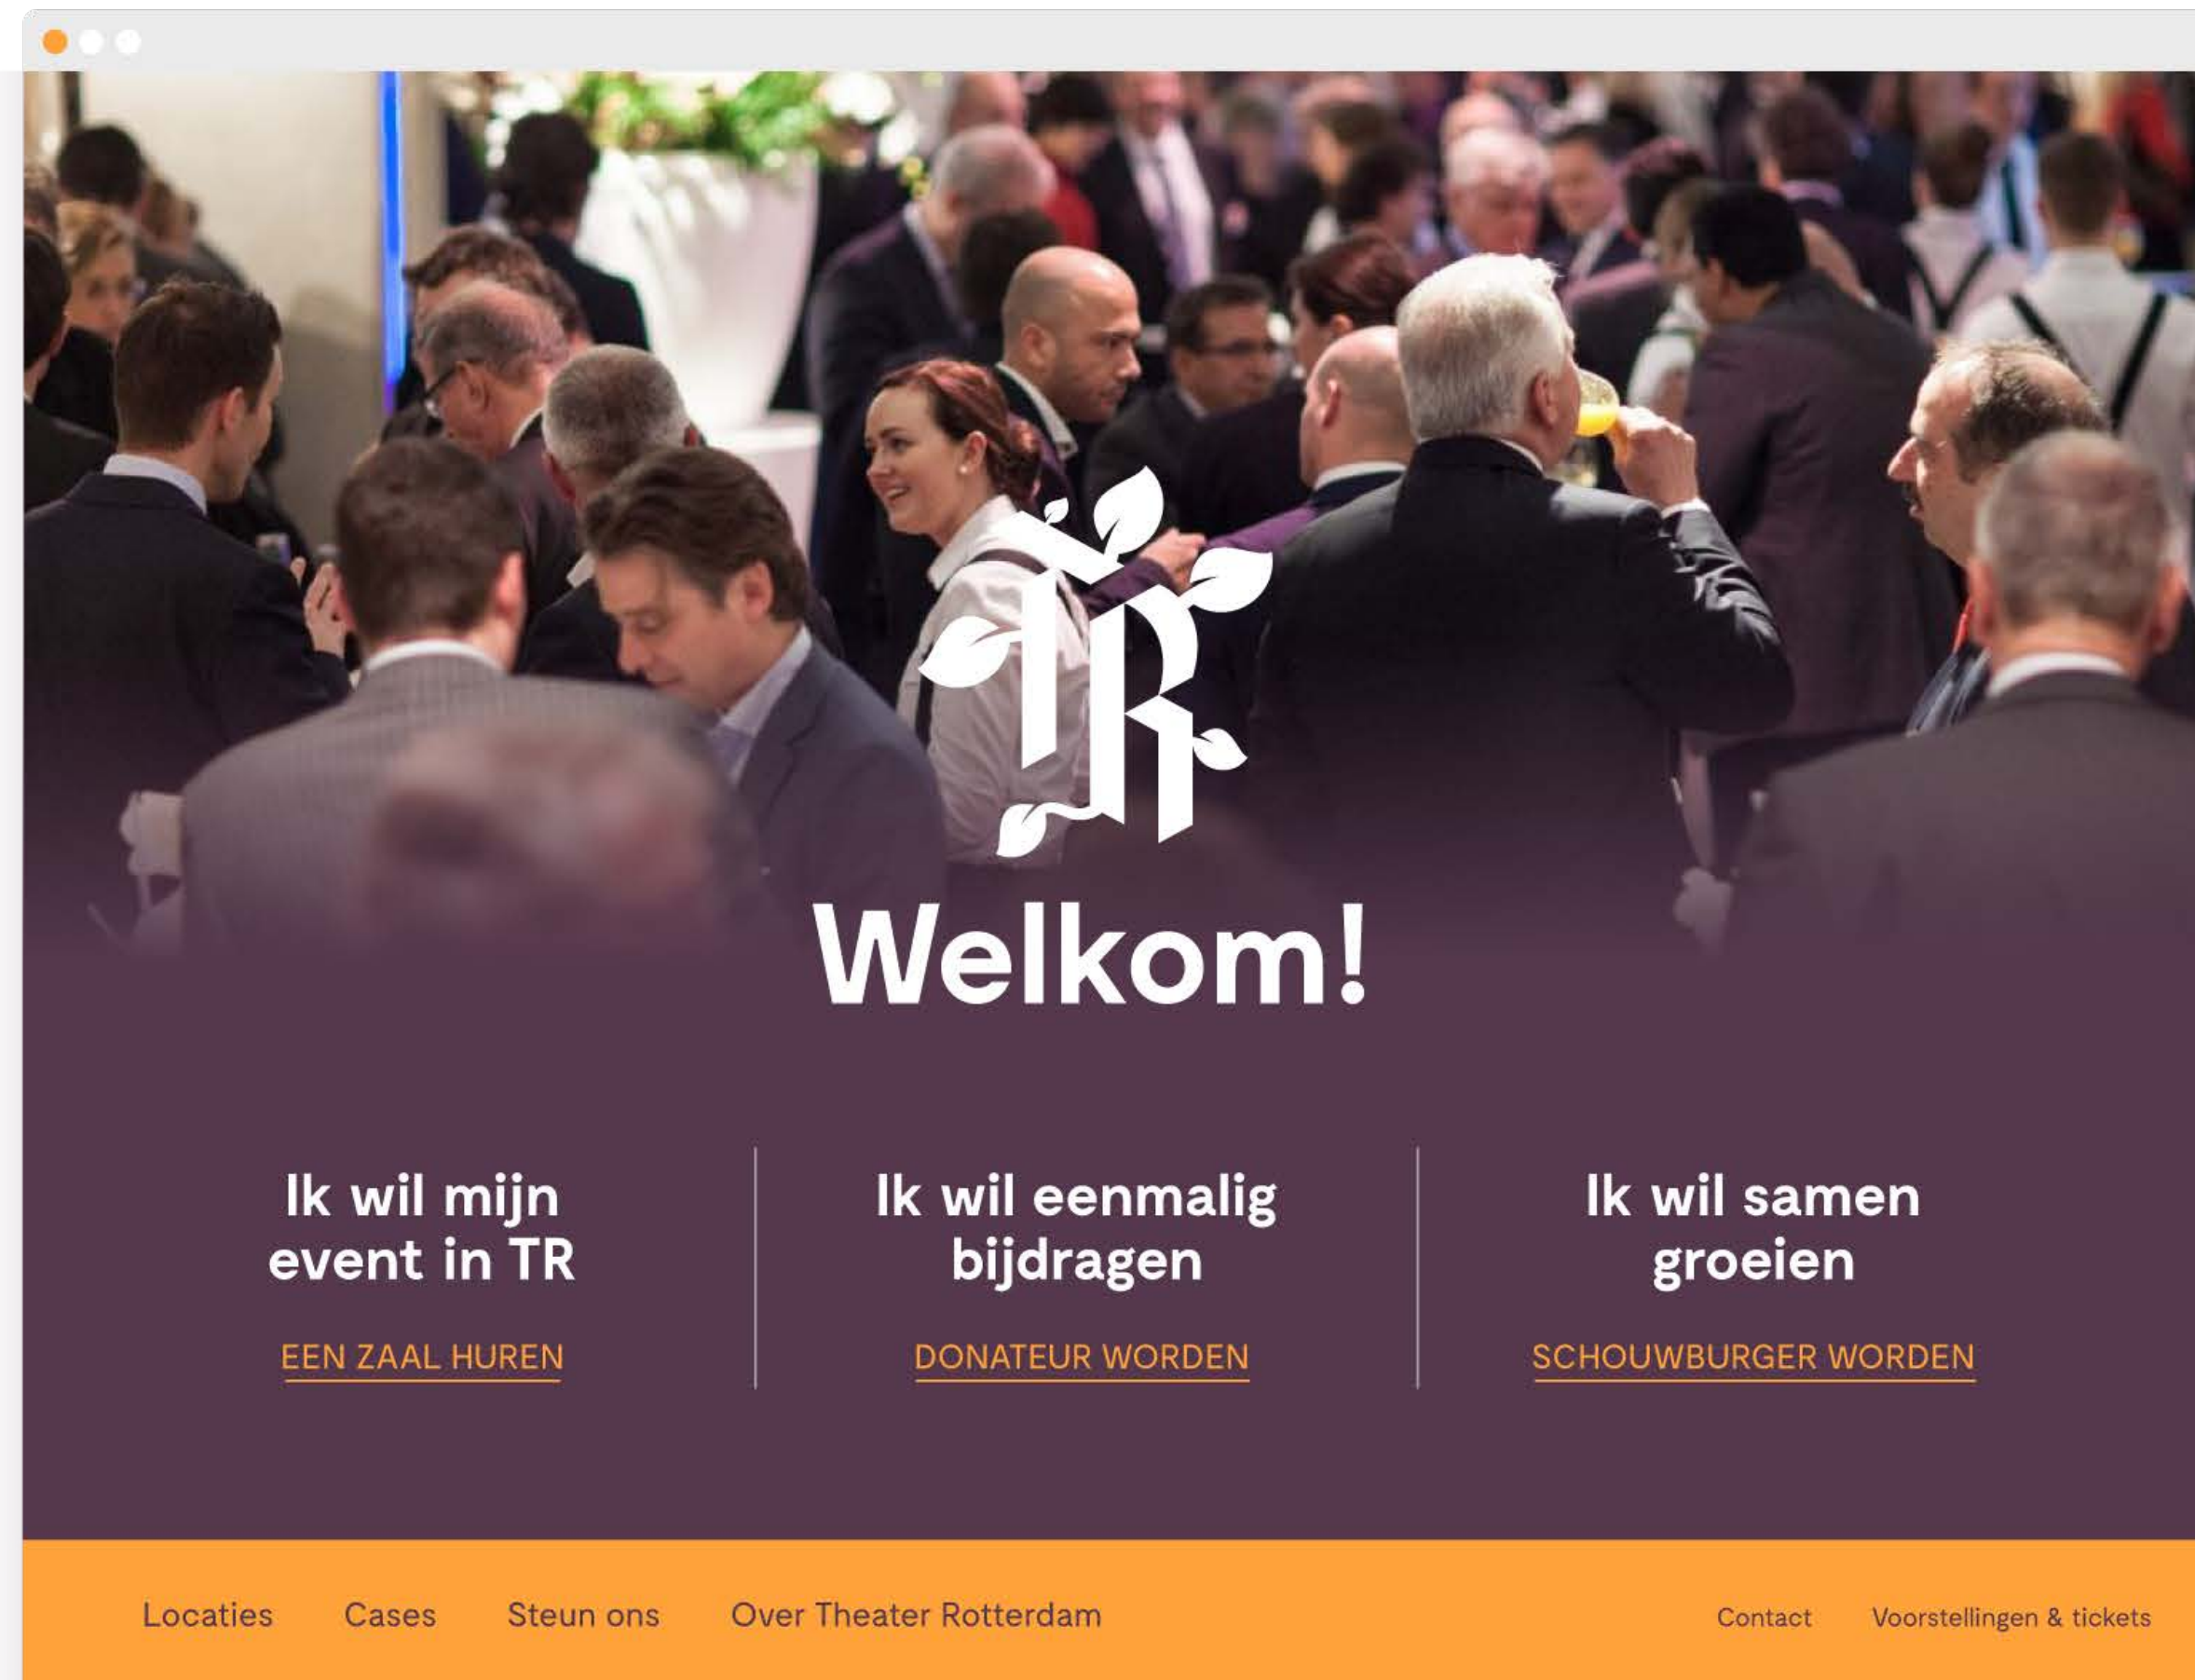 TR
Welkom!
Ik wil mijn
event in TR
EEN ZAAL HUREN
Ik wil eenmalig
bijdragen
DONATEUR WORDEN
Ik wil samen
groeien
SCHOUWBURGER WORDEN
Locaties Cases Steun ons Over Theater Rotterdam Contact Voorstellingen & tickets